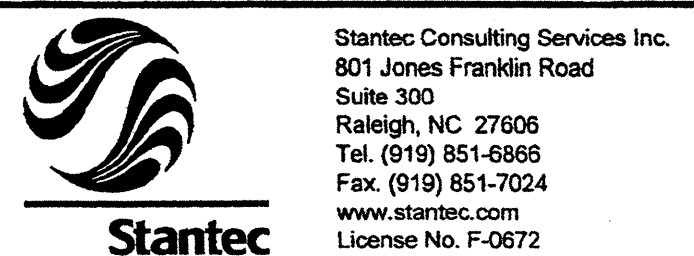 Stantec
Stantec Consulting Services Inc.
801 Jones Franklin Road
Suite 300
Raleigh, NC 27606
Tel. (919) 851-6866
Fax. (919) 851-7024
www.stantec.com
License No. F-0672